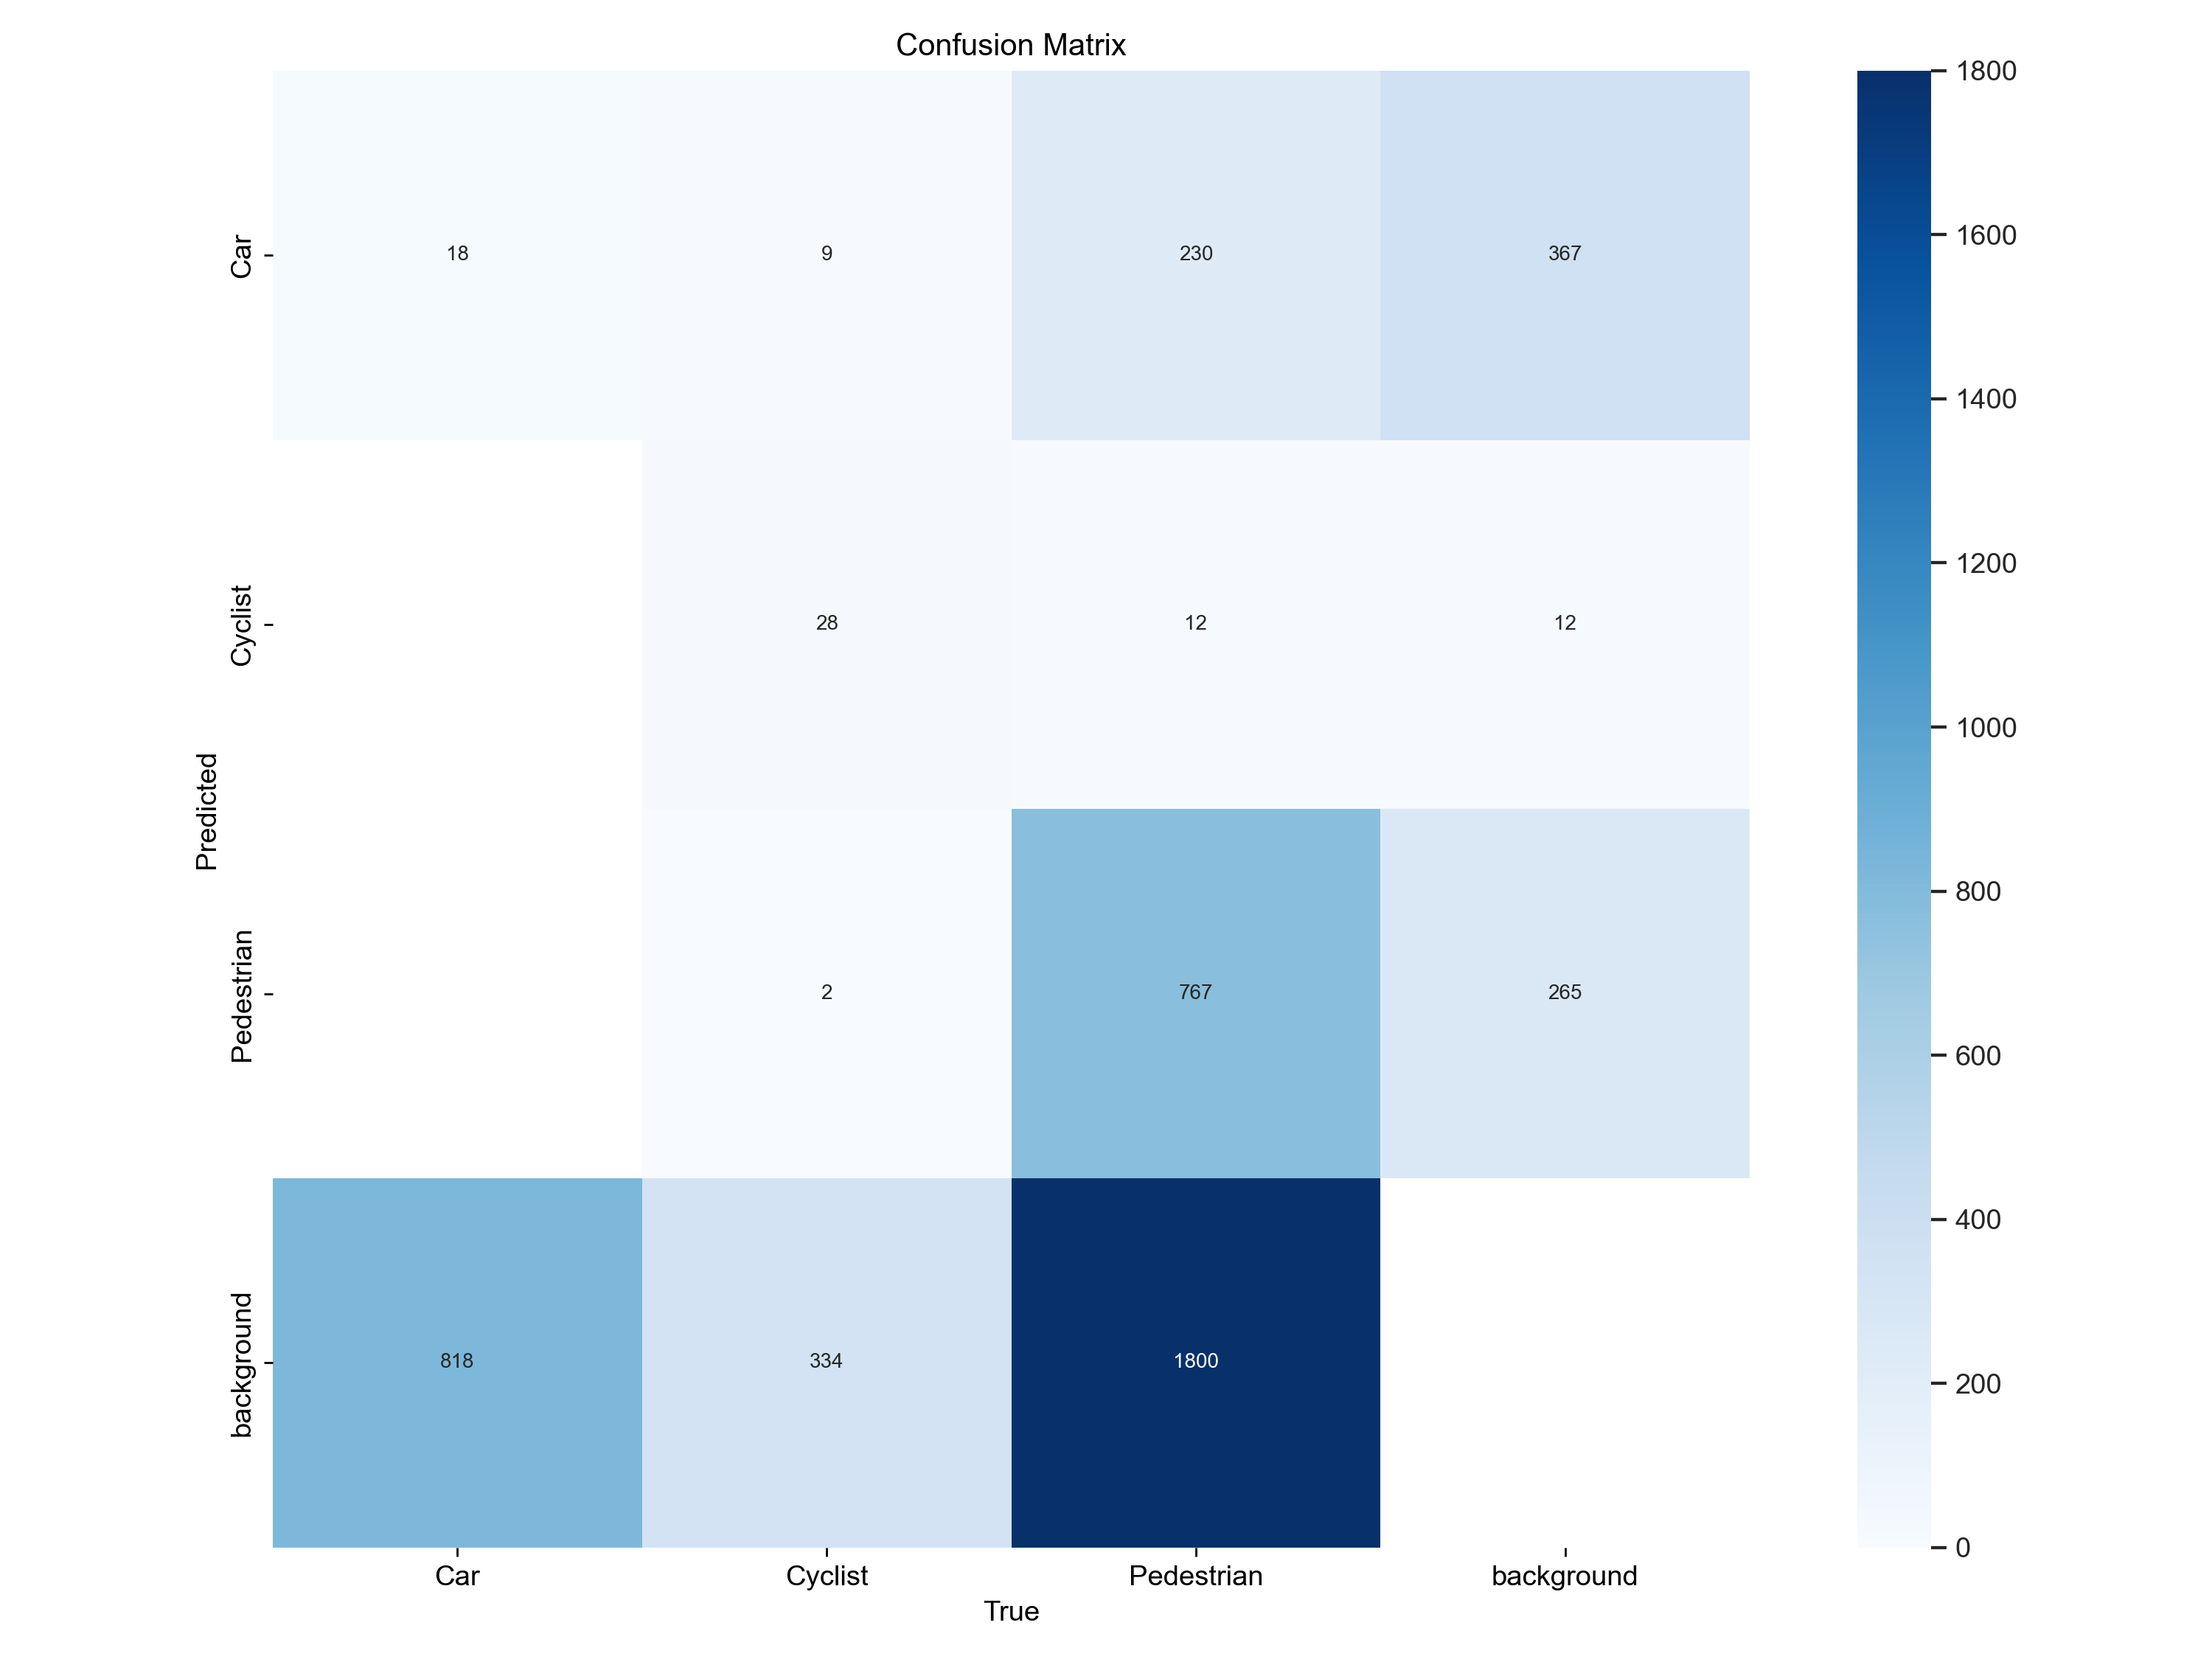 Confusion Matrix
Car
18
9
230
367
Cyclist
28
12
12
Pedestrian
2
767
265
background
818
334
1800
Car
Cyclist
Pedestrian
background
True
Predicted
1800
1600
1400
1200
1000
800
600
400
200
0